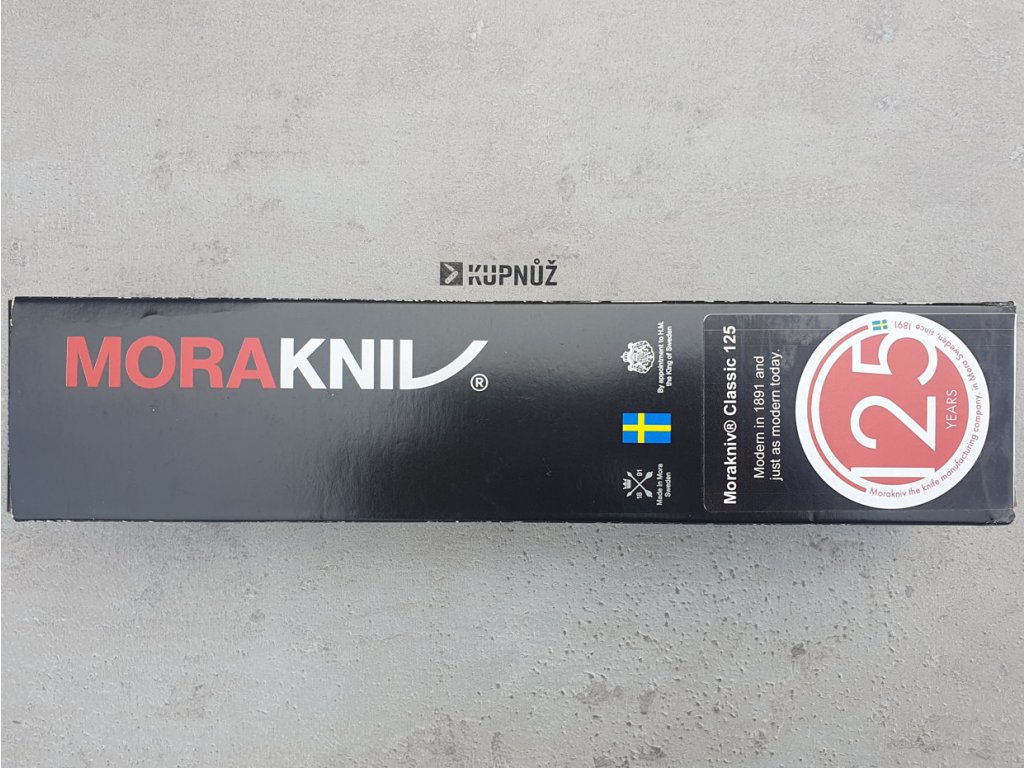 KUPNŮŽ
MORAKNIV®
By appointment to H.M.
the King of Sweden
18 91
Made in Mora
Sweden
Morakniv® Classic 125
Modern in 1891 and
just as modern today.
125
YEARS
Morakniv the knife manufacturing company, in Mora Sweden, since 1891.